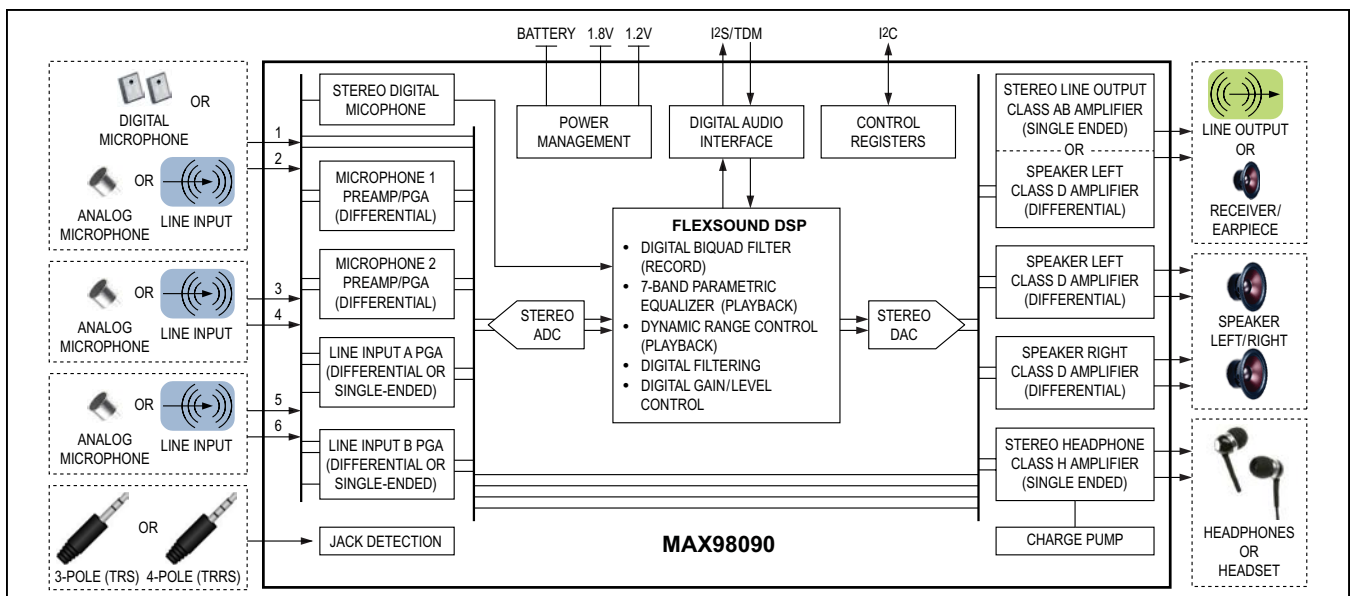 BATTERY 1.8V 1.2V I2S/TDM I2C
OR
DIGITAL
MICROPHONE
1
2
OR
ANALOG
MICROPHONE
LINE INPUT
OR
ANALOG
MICROPHONE
LINE INPUT
3
4
OR
ANALOG
MICROPHONE
LINE INPUT
5
6
OR
3-POLE (TRS) 4-POLE (TRRS)
STEREO DIGITAL
MICOPHONE
MICROPHONE 1
PREAMP/PGA
(DIFFERENTIAL)
MICROPHONE 2
PREAMP/PGA
(DIFFERENTIAL)
LINE INPUT A PGA
(DIFFERENTIAL OR
SINGLE-ENDED)
LINE INPUT B PGA
(DIFFERENTIAL OR
SINGLE-ENDED)
JACK DETECTION
POWER
MANAGEMENT
DIGITAL AUDIO
INTERFACE
CONTROL
REGISTERS
STEREO
ADC
FLEXSOUND DSP
• DIGITAL BIQUAD FILTER
(RECORD)
• 7-BAND PARAMETRIC
EQUALIZER (PLAYBACK)
• DYNAMIC RANGE CONTROL
(PLAYBACK)
• DIGITAL FILTERING
• DIGITAL GAIN/LEVEL
CONTROL
STEREO
DAC
MAX98090
STEREO LINE OUTPUT
CLASS AB AMPLIFIER
(SINGLE ENDED)
OR
SPEAKER LEFT
CLASS D AMPLIFIER
(DIFFERENTIAL)
SPEAKER LEFT
CLASS D AMPLIFIER
(DIFFERENTIAL)
SPEAKER RIGHT
CLASS D AMPLIFIER
(DIFFERENTIAL)
STEREO HEADPHONE
CLASS H AMPLIFIER
(SINGLE ENDED)
CHARGE PUMP
LINE OUTPUT
OR
RECEIVER/
EARPIECE
SPEAKER
LEFT/RIGHT
HEADPHONES
OR
HEADSET